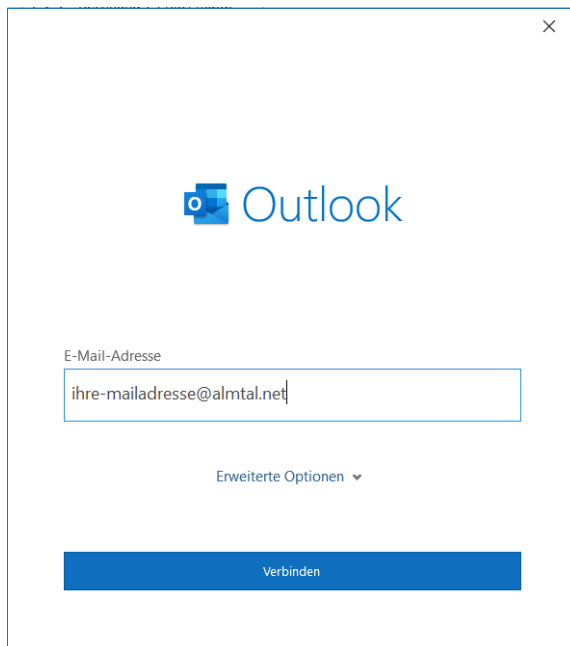 Outlook
E-Mail-Adresse
ihre-mailadresse@almtal.net
Erweiterte Optionen
Verbinden